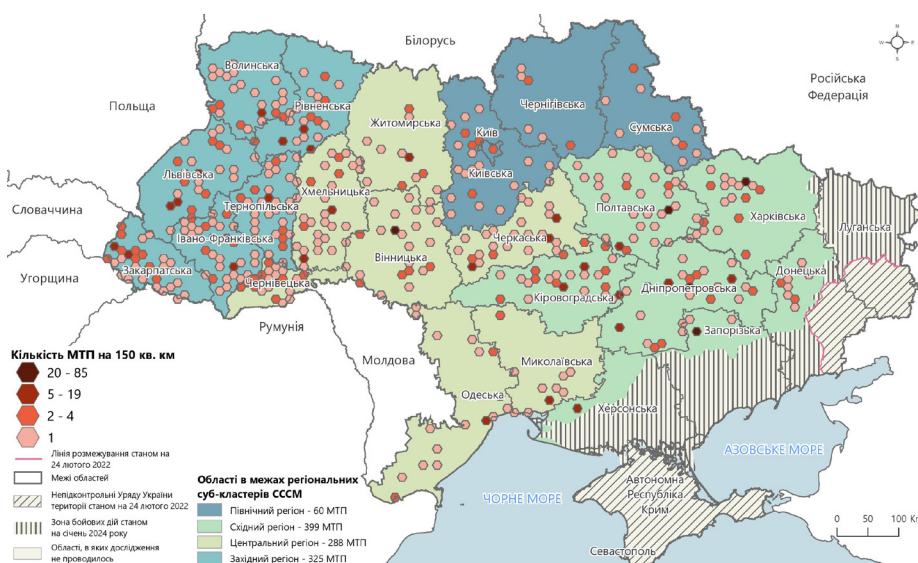 Білорусь
N
W
E
S
Російська
Федерація
Польща
Волинська
Рівненська
Житомирська
Київ
Чернігівська
Сумська
Київська
Львівська
Хмельницька
Тернопільська
Полтавська
Харківська
Луганська
Словаччина
Івано-Франківська
Черкаська
Вінницька
Закарпатська
Донецька
Угорщина
Чернівецька
Кіровоградська
Дніпропетровська
Румунія
Запорізька
Молдова
Миколаївська
Одеська
Херсонська
АЗОВСЬКЕ МОРЕ
ЧОРНЕ МОРЕ
Автономна
Республіка
Крим
Севастополь
Кількість МТП на 150 кв. км
20 - 85
5 - 19
2 - 4
1
Лінія розмежування станом на
24 лютого 2022
Межі областей
Непідконтрольні Уряду України
території станом на 24 лютого 2022
Зона бойових дій станом
на січень 2024 року
Області, в яких дослідження
не проводилось
Області в межах регіональних
суб-кластерів СССМ
Північний регіон - 60 МТП
Східний регіон - 399 МТП
Центральний регіон - 288 МТП
Західний регіон - 325 МТП
0 50 100 Km